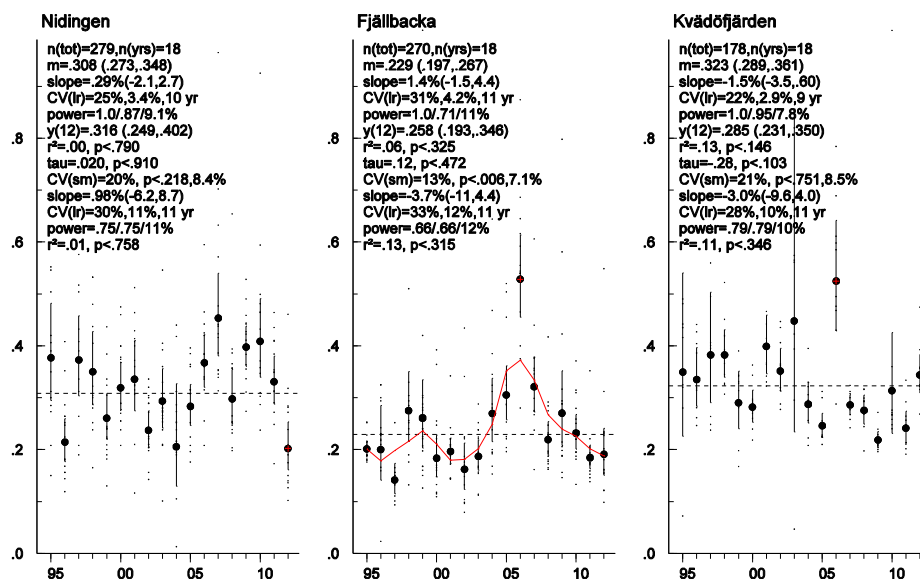 Nidingen
n(tot)=279,n(yrs)=18
m=.308 (.273,.348)
slope=.29%(-2.1,2.7)
CV(lr)=25%,3.4%,10 yr
power=1.0/.87/9.1%
y(12)=.316 (.249,.402)
r²=.00, p<.790
tau=.020, p<.910
CV(sm)=20%, p<.218,8.4%
slope=.98%(-6.2,8.7)
CV(lr)=30%,11%,11 yr
power=.75/.75/11%
r²=.01, p<.758
.8
.6
.4
.2
.0
95 00 05 10
Fjällbacka
n(tot)=270,n(yrs)=18
m=.229 (.197,.267)
slope=1.4%(-1.5,4.4)
CV(lr)=31%,4.2%,11 yr
power=1.0/.71/11%
y(12)=.258 (.193,.346)
r²=.06, p<.325
tau=.12, p<.472
CV(sm)=13%, p<.006,7.1%
slope=-3.7%(-11,4.4)
CV(lr)=33%,12%,11 yr
power=.66/.66/12%
r²=.13, p<.315
.8
.6
.4
.2
.0
95 00 05 10
Kvädöfjärden
n(tot)=178,n(yrs)=18
m=.323 (.289,.361)
slope=-1.5%(-3.5,.60)
CV(lr)=22%,2.9%,9 yr
power=1.0/.95/7.8%
y(12)=.285 (.231,.350)
r²=.13, p<.146
tau=-.28, p<.103
CV(sm)=21%, p<.751,8.5%
slope=-3.0%(-9.6,4.0)
CV(lr)=28%,10%,11 yr
power=.79/.79/10%
r²=.11, p<.346
.8
.6
.4
.2
.0
95 00 05 10